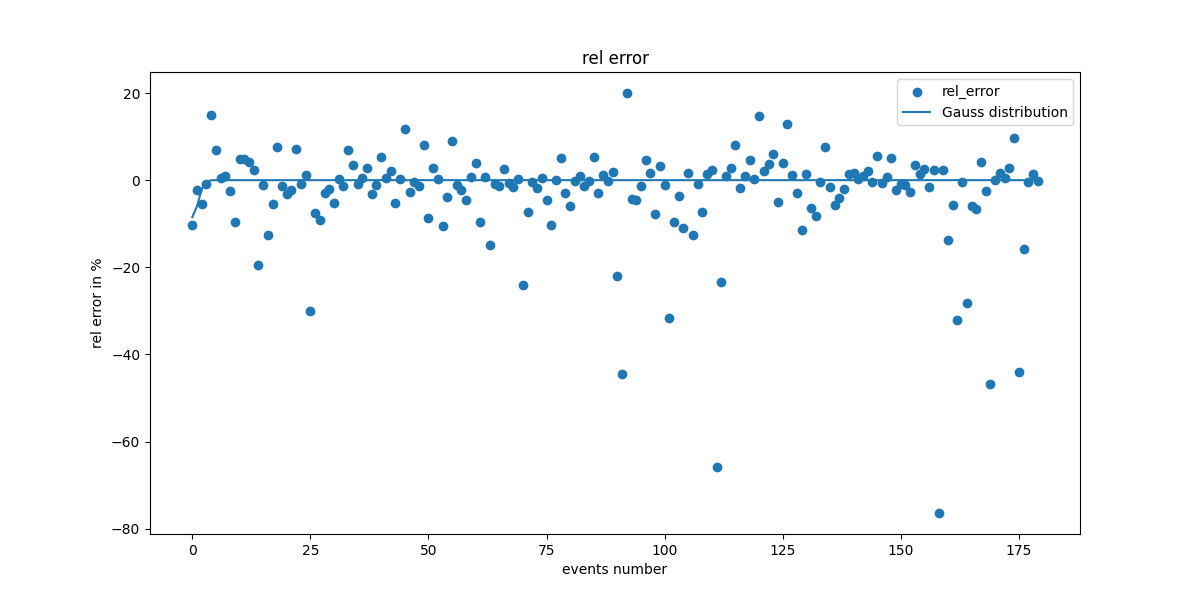 rel error
rel_error
Gauss distribution
rel error in %
20
0
−20
−40
−60
−80
0 25 50 75 100 125 150 175
events number